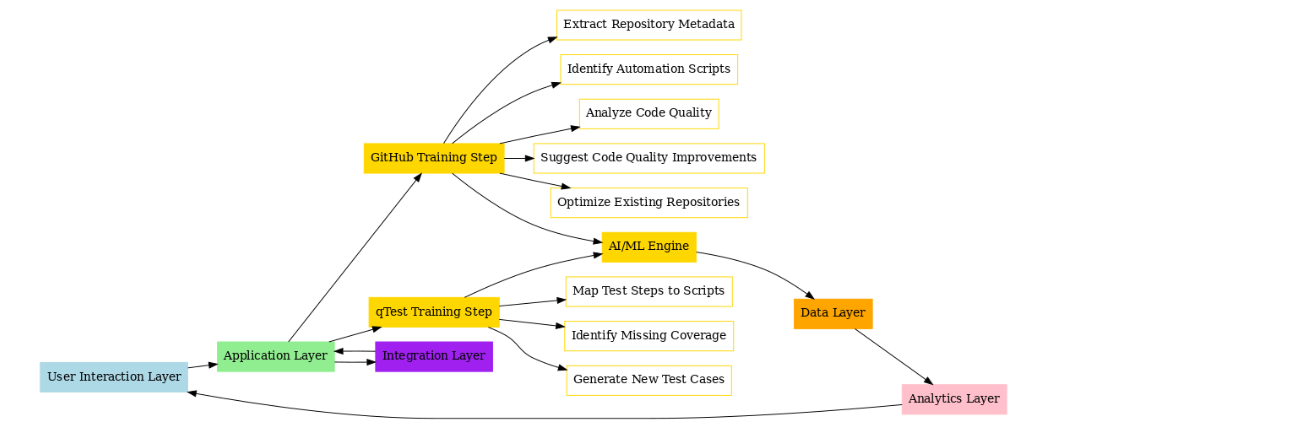 Extract Repository Metadata
Identify Automation Scripts
Analyze Code Quality
GitHub Training Step
Suggest Code Quality Improvements
Optimize Existing Repositories
AI/ML Engine
Map Test Steps to Scripts
qTest Training Step
Data Layer
Identify Missing Coverage
Application Layer
Integration Layer
User Interaction Layer
Generate New Test Cases
Analytics Layer